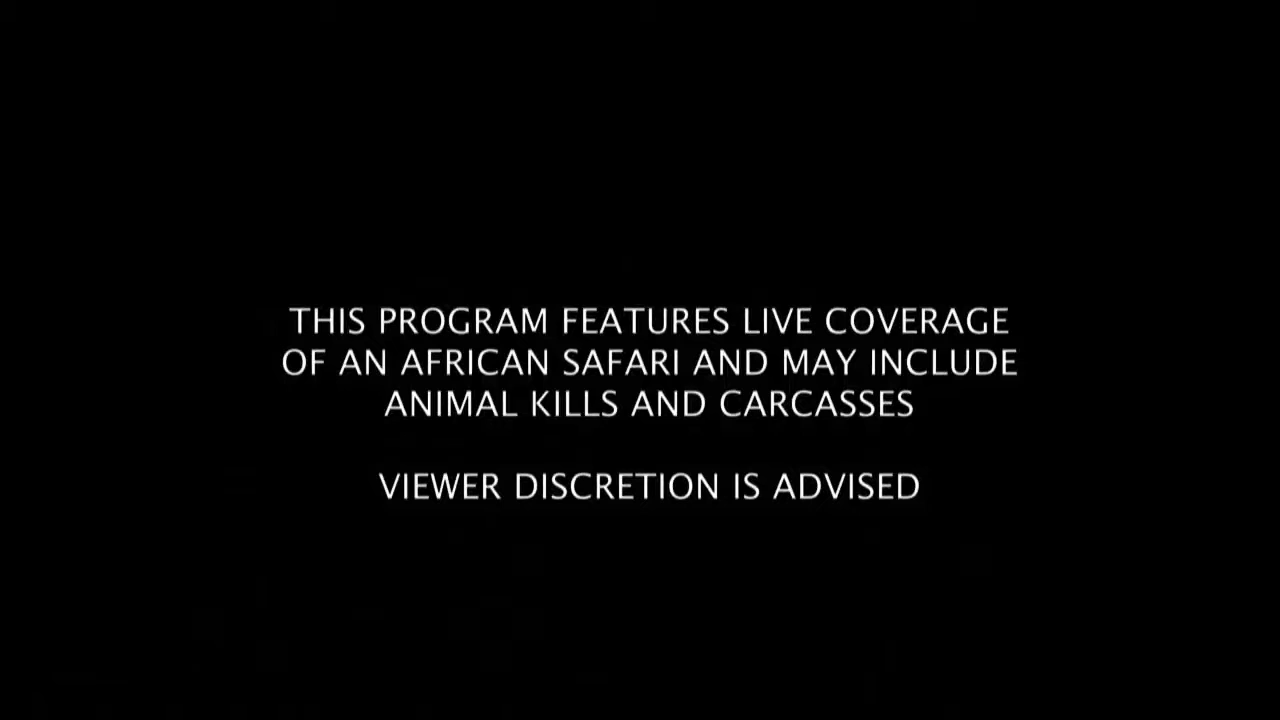 THIS PROGRAM FEATURES LIVE COVERAGE
OF AN AFRICAN SAFARI AND MAY INCLUDE
ANIMAL KILLS AND CARCASSES
VIEWER DISCRETION IS ADVISED